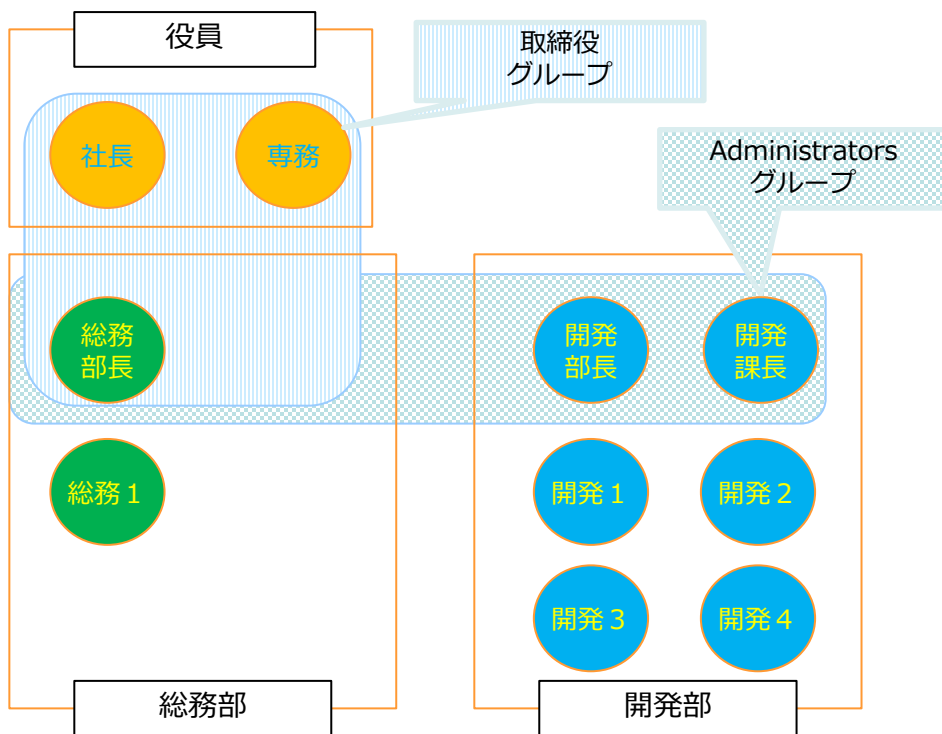 役員
取締役
グループ
社長
専務
Administrators
グループ
総務
部長
開発
部長
開発
課長
総務１
開発１
開発２
開発３
開発４
総務部
開発部